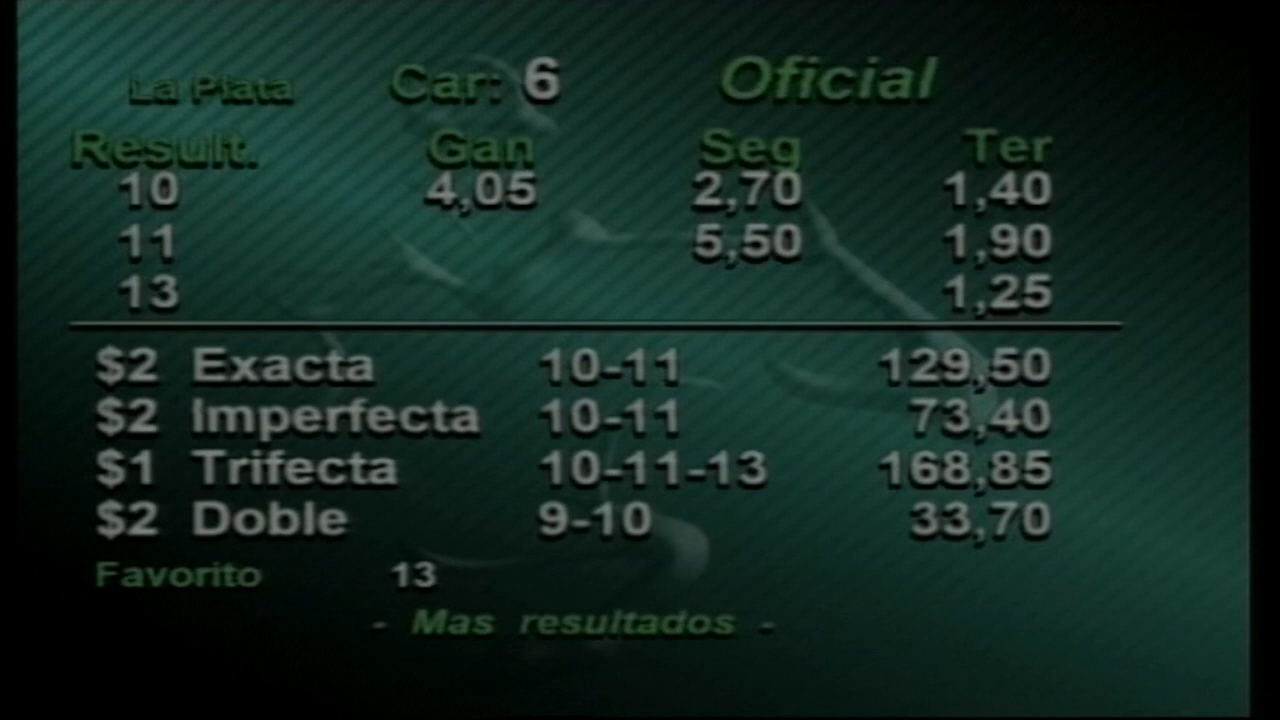 La Plata Car: 6 Oficial
Result. Gan Seg Ter
10 4,05 2,70 1,40
11 5,50 1,90
13 1,25
$2 Exacta 10-11 129,50
$2 Imperfecta 10-11 73,40
$1 Trifecta 10-11-13 168,85
$2 Doble 9-10 33,70
Favorito 13
- Mas resultados -